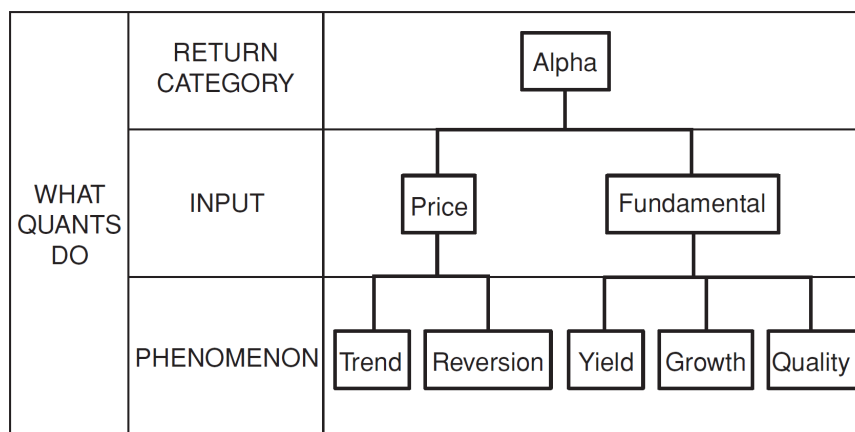 WHAT
QUANTS
DO
RETURN
CATEGORY
Alpha
INPUT
Price
Fundamental
PHENOMENON
Trend
Reversion
Yield
Growth
Quality